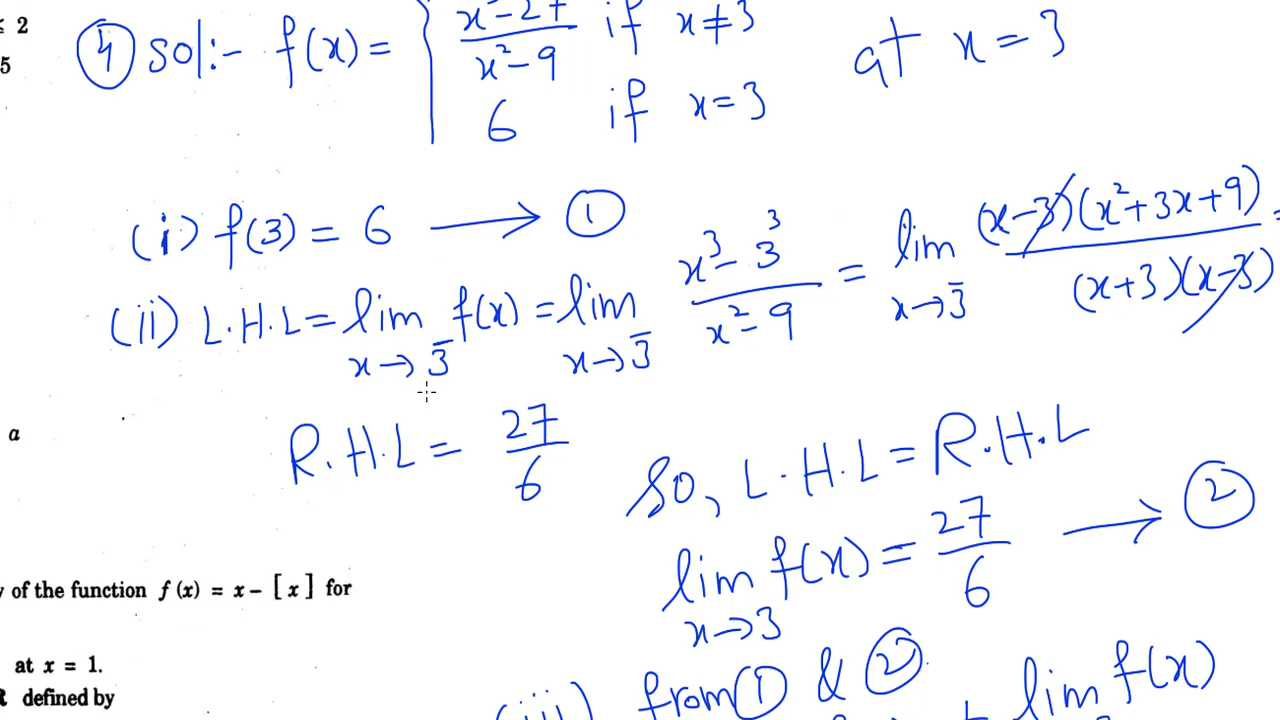 ≤ 2
5
④ Sol:- f(x) = { (x³-27)/(x²-9) if x≠3 at x=3
6 if x=3
(i) f(3) = 6 ⟶ ①
(ii) L.H.L = lim x→3⁻ f(x) = lim x→3⁻ (x³-3³)/(x²-9) = lim x→3⁻ (x-3)(x²+3x+9)/((x+3)(x-3)) =
a
R.H.L = 27/6 So, L.H.L = R.H.L
lim x→3 f(x) = 27/6 ⟶ ②
y of the function f(x) = x – [x] for
at x = 1.
R defined by
(iii) from ① & ② lim f(x)